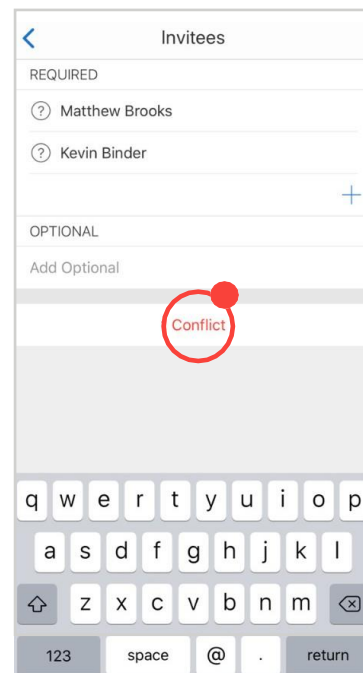 Invitees
REQUIRED
? Matthew Brooks
? Kevin Binder
+
OPTIONAL
Add Optional
Conflict
q w e r t y u i o p
a s d f g h j k l
z x c v b n m
123 space @ . return